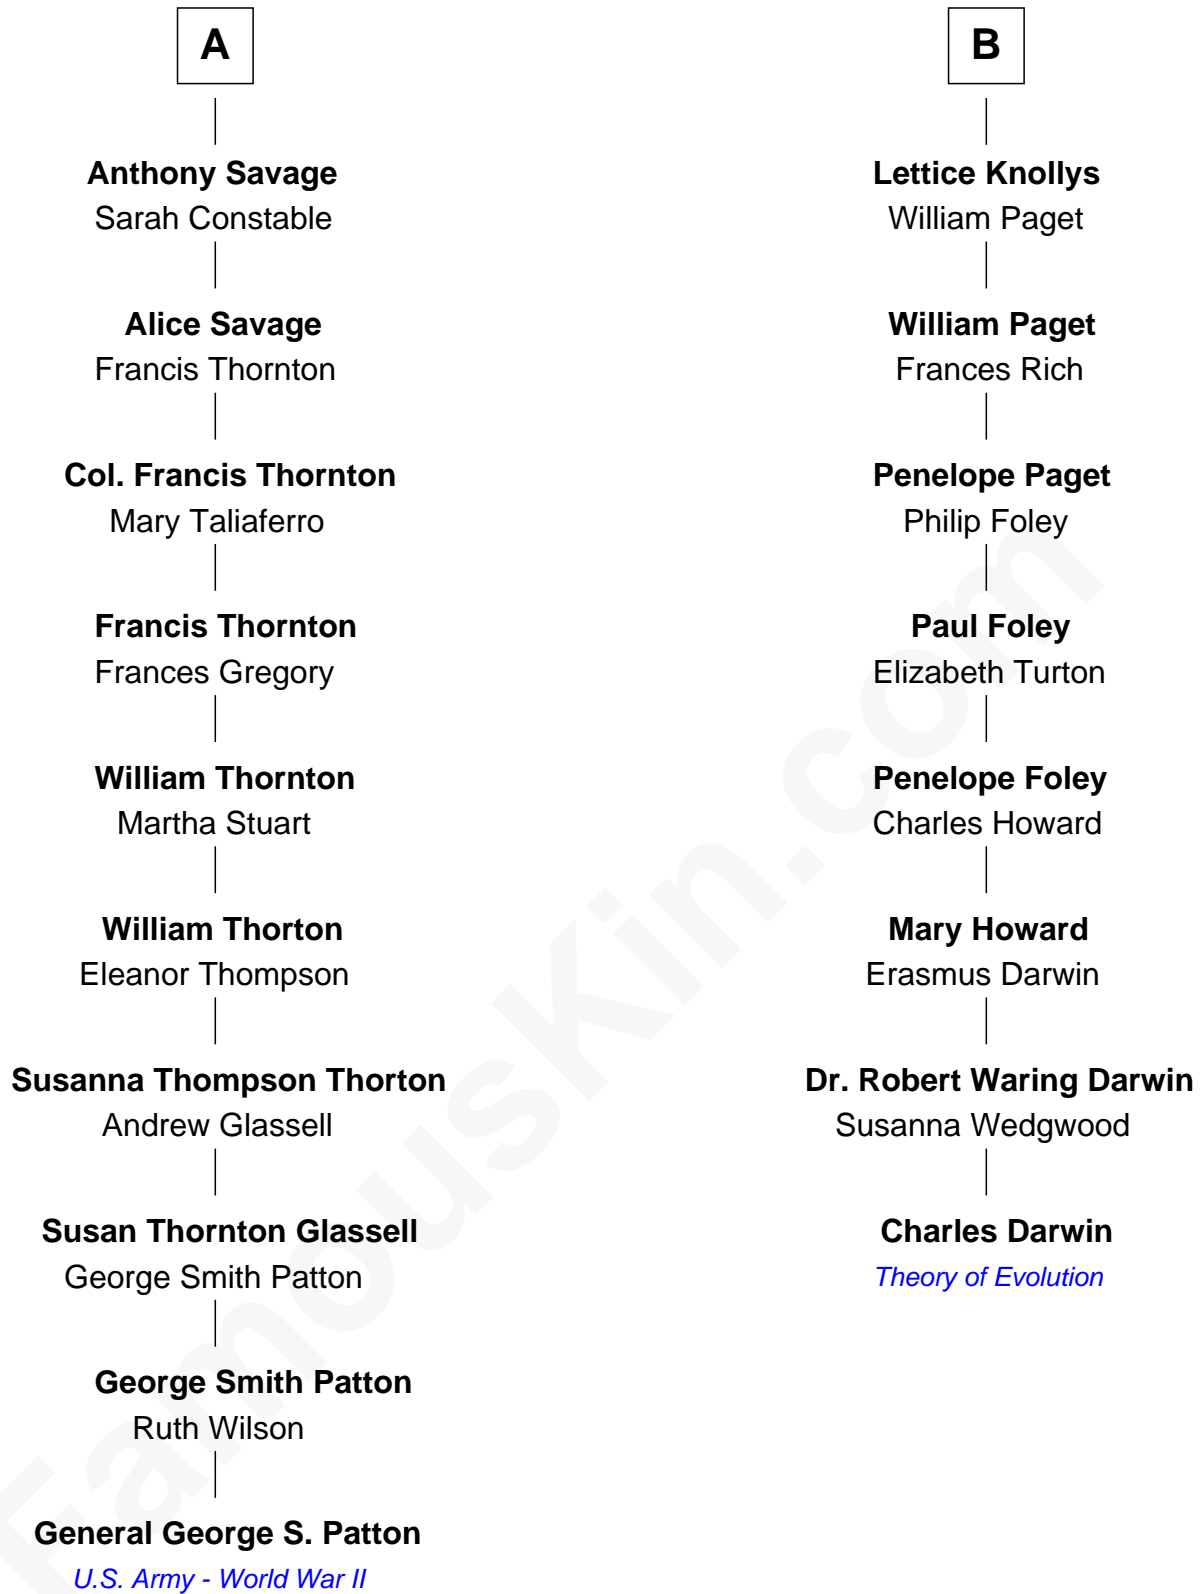 A
Anthony Savage
Sarah Constable
Alice Savage
Francis Thornton
Col. Francis Thornton
Mary Taliaferro
Francis Thornton
Frances Gregory
William Thornton
Martha Stuart
William Thorton
Eleanor Thompson
Susanna Thompson Thorton
Andrew Glassell
Susan Thornton Glassell
George Smith Patton
George Smith Patton
Ruth Wilson
General George S. Patton
U.S. Army - World War II
B
Lettice Knollys
William Paget
William Paget
Frances Rich
Penelope Paget
Philip Foley
Paul Foley
Elizabeth Turton
Penelope Foley
Charles Howard
Mary Howard
Erasmus Darwin
Dr. Robert Waring Darwin
Susanna Wedgwood
Charles Darwin
Theory of Evolution
FamousKin.com